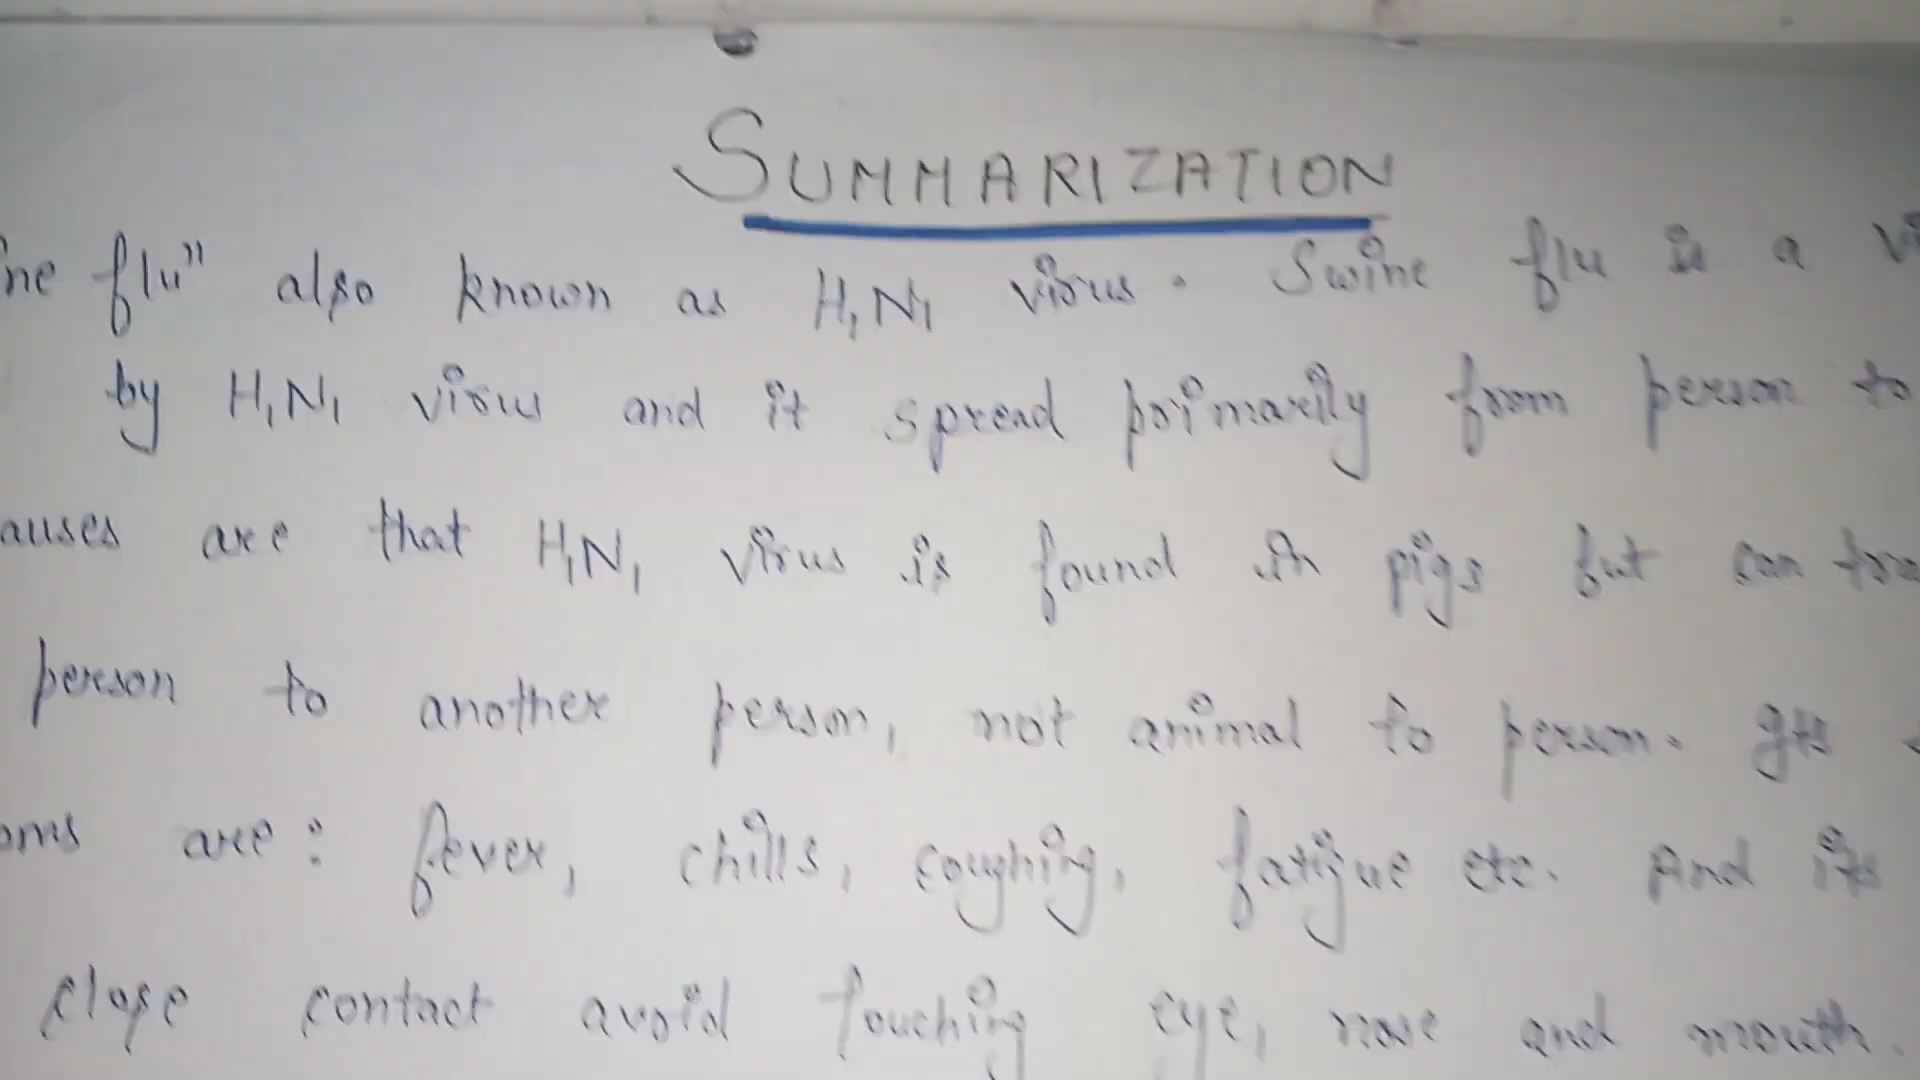 SUMMARIZATION
ne flu" also known as H1N1 virus. Swine flu is a vi
by H1N1 virus and it spread primarily from person to
auses are that H1N1 virus is found in pigs but can tra
person to another person, not animal to person. Its
oms are: fever, chills, coughing, fatigue etc. And its
close contact avoid touching eye, nose and mouth.